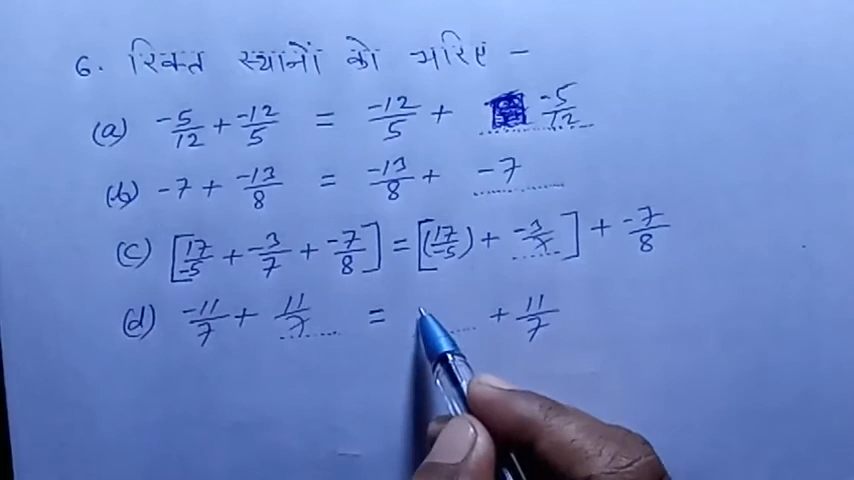 6. रिक्त स्थानों को भरिए -
(a) -5/12 + -12/5 = -12/5 + -5/12
(b) -7 + -13/8 = -13/8 + -7
(c) [17/-5 + -3/7 + -7/8] = [(17/-5) + -3/7] + -7/8
(d) -11/7 + 11/7 = ........ + 11/7